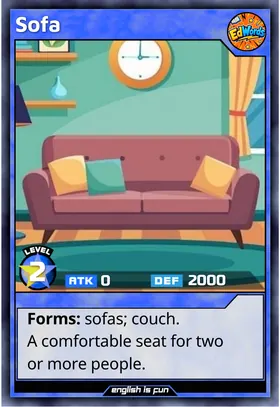 Sofa
EdWords
LEVEL
2
ATK 0 DEF 2000
Forms: sofas; couch.
A comfortable seat for two
or more people.
english is fun